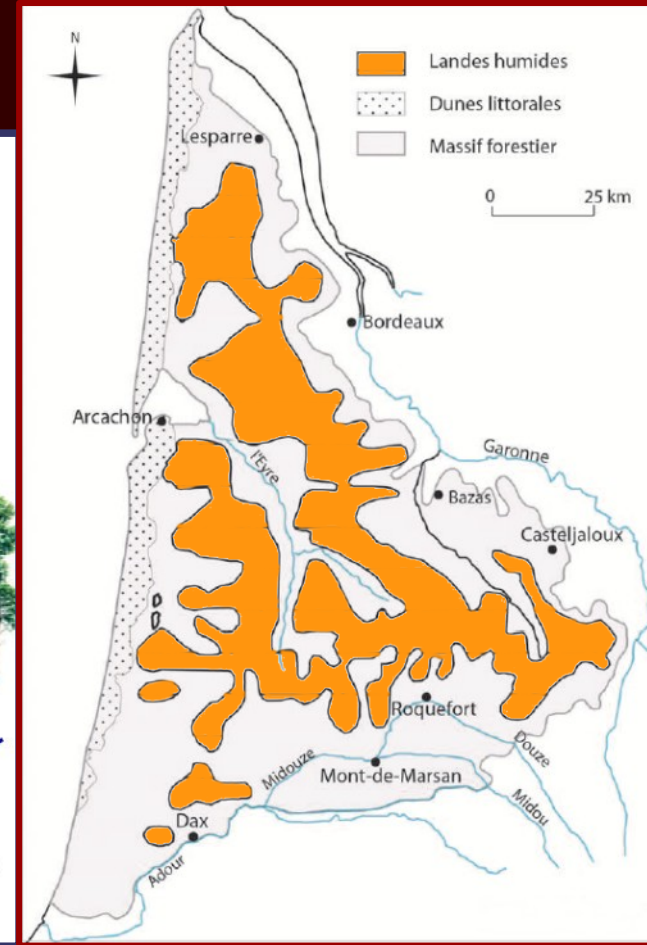 N
Landes humides
Dunes littorales
Massif forestier
0 25 km
Lesparre
Bordeaux
Arcachon
l'Eyre
Garonne
Bazas
Casteljaloux
Roquefort
Douze
Midouze
Mont-de-Marsan
Midou
Dax
Adour